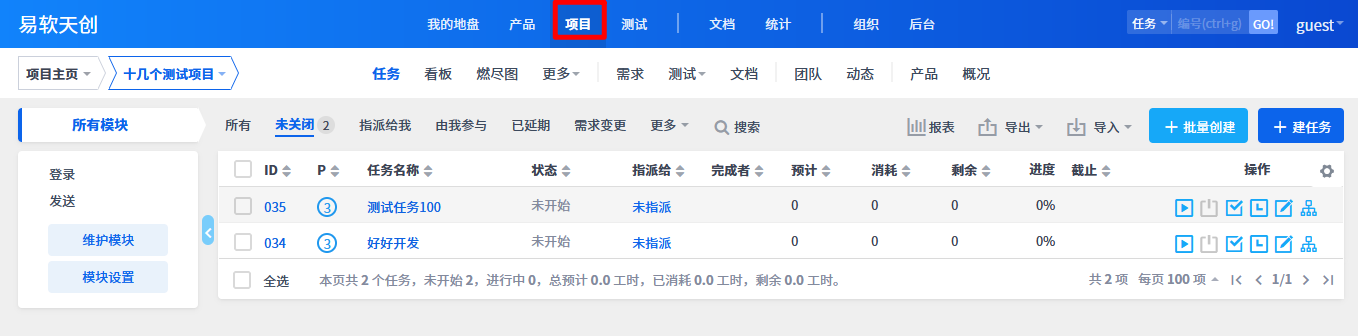 易软天创 我的地盘 产品 项目 测试 文档 统计 组织 后台 任务 编号(ctrl+g) GO! guest
项目主页 十几个测试项目 任务 看板 燃尽图 更多 需求 测试 文档 团队 动态 产品 概况
所有模块 所有 未关闭 2 指派给我 由我参与 已延期 需求变更 更多 搜索 报表 导出 导入 批量创建 建任务
登录
发送
维护模块
模块设置
ID P 任务名称 状态 指派给 完成者 预计 消耗 剩余 进度 截止 操作
035 3 测试任务100 未开始 未指派 0 0 0 0%
034 3 好好开发 未开始 未指派 0 0 0 0%
全选 本页共 2 个任务，未开始 2，进行中 0，总预计 0.0 工时，已消耗 0.0 工时，剩余 0.0 工时。 共 2 项 每页 100 项 1/1